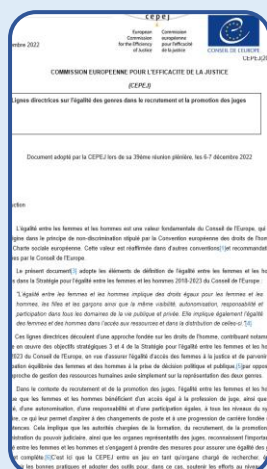 cepej
mbre 2022
European Commission for the Efficiency of Justice
Commission européenne pour l'efficacité de la justice
CONSEIL DE L'EUROPE
CEPEJ(20
COMMISSION EUROPEENNE POUR L'EFFICACITE DE LA JUSTICE
(CEPEJ)
Lignes directrices sur l'égalité des genres dans le recrutement et la promotion des juges
Document adopté par la CEPEJ lors de sa 39ème réunion plénière, les 6-7 décembre 2022
ction
L'égalité entre les femmes et les hommes est une valeur fondamentale du Conseil de l'Europe, qui
igine dans le principe de non-discrimination stipulé par la Convention européenne des droits de l'hom
Charte sociale européenne. Cette valeur est réaffirmée dans d'autres conventions[1]et recommandat
es par le Conseil de l'Europe.
Le présent document[3] adopte les éléments de définition de l'égalité entre les femmes et les ho
s dans la Stratégie pour l'égalité entre les femmes et les hommes 2018-2023 du Conseil de l'Europe :
"L'égalité entre les femmes et les hommes implique des droits égaux pour les femmes et les
hommes, les filles et les garçons ainsi que la même visibilité, autonomisation, responsabilité et
participation dans tous les domaines de la vie publique et privée. Elle implique également l'égalité
des femmes et des hommes dans l'accès aux ressources et dans la distribution de celles-ci."[4]
Ces lignes directrices découlent d'une approche fondée sur les droits de l'homme, contribuant notamm
e en œuvre des objectifs stratégiques 3 et 4 de la Stratégie pour l'égalité entre les femmes et les ho
2023 du Conseil de l'Europe, en vue d'assurer l'égalité d'accès des femmes à la justice et de parvenir
ation équilibrée des femmes et des hommes à la prise de décision politique et publique,[5]par oppos
proche de gestion des ressources humaines axée simplement sur la représentation des deux genres.
Dans le contexte du recrutement et de la promotion des juges, l'égalité entre les femmes et les ho
e que les femmes et les hommes bénéficient d'un accès égal à la profession de juge, ainsi que
é, d'une autonomisation, d'une responsabilité et d'une participation égales, à tous les niveaux du sy
re, ce qui leur permet d'aspirer à des changements de poste et à une progression de carrière fondée s
tences. Cela implique que les autorités chargées de la formation, du recrutement, de la promotion
istration du pouvoir judiciaire, ainsi que les organes représentatifs des juges, reconnaissent l'importa
entre les femmes et les hommes et s'engagent à prendre des mesures pour assurer une égalité des
et complète.[6]C'est ici que la CEPEJ entre en jeu en tant qu'organe chargé de rechercher, d
les bonnes pratiques et adopter des outils pour, dans ce cas, soutenir les efforts au niveau